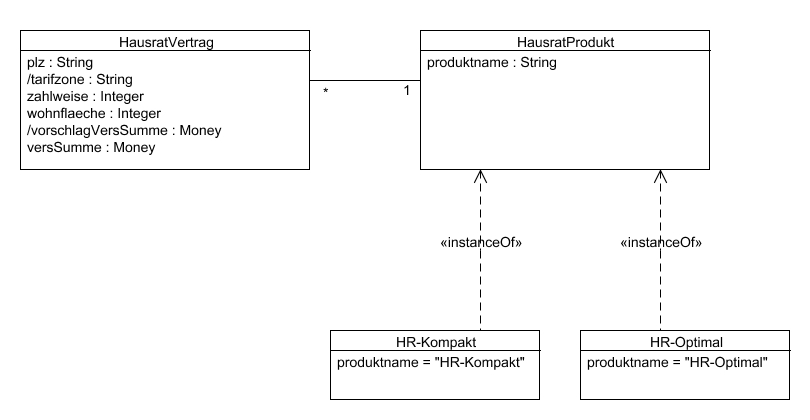 HausratVertrag
plz : String
/tarifzone : String
zahlweise : Integer
wohnflaeche : Integer
/vorschlagVersSumme : Money
versSumme : Money
*
1
HausratProdukt
produktname : String
«instanceOf»
«instanceOf»
HR-Kompakt
produktname = "HR-Kompakt"
HR-Optimal
produktname = "HR-Optimal"